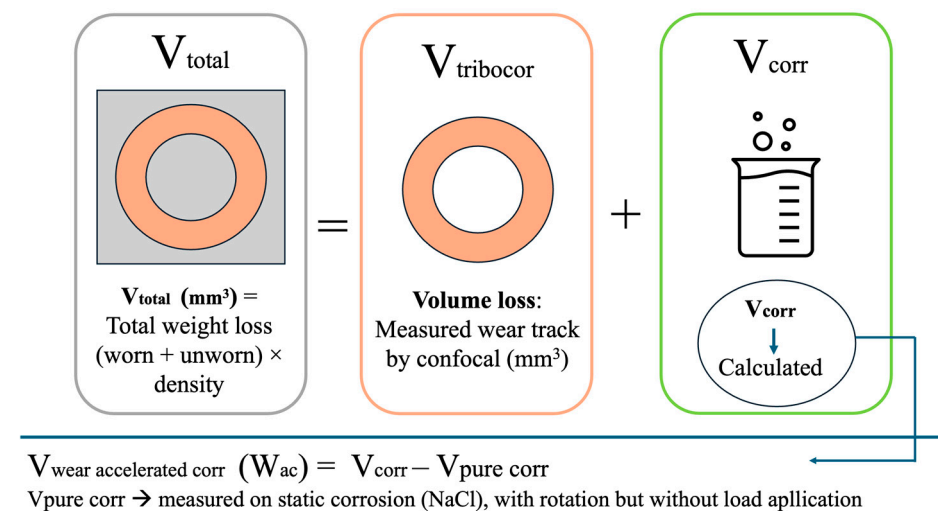 Vtotal
Vtribocor
Vcorr
=
+
Vtotal (mm³) =
Total weight loss
(worn + unworn) ×
density
Volume loss:
Measured wear track
by confocal (mm³)
Vcorr
Calculated
Vwear accelerated corr (Wac) = Vcorr – Vpure corr
Vpure corr → measured on static corrosion (NaCl), with rotation but without load apllication